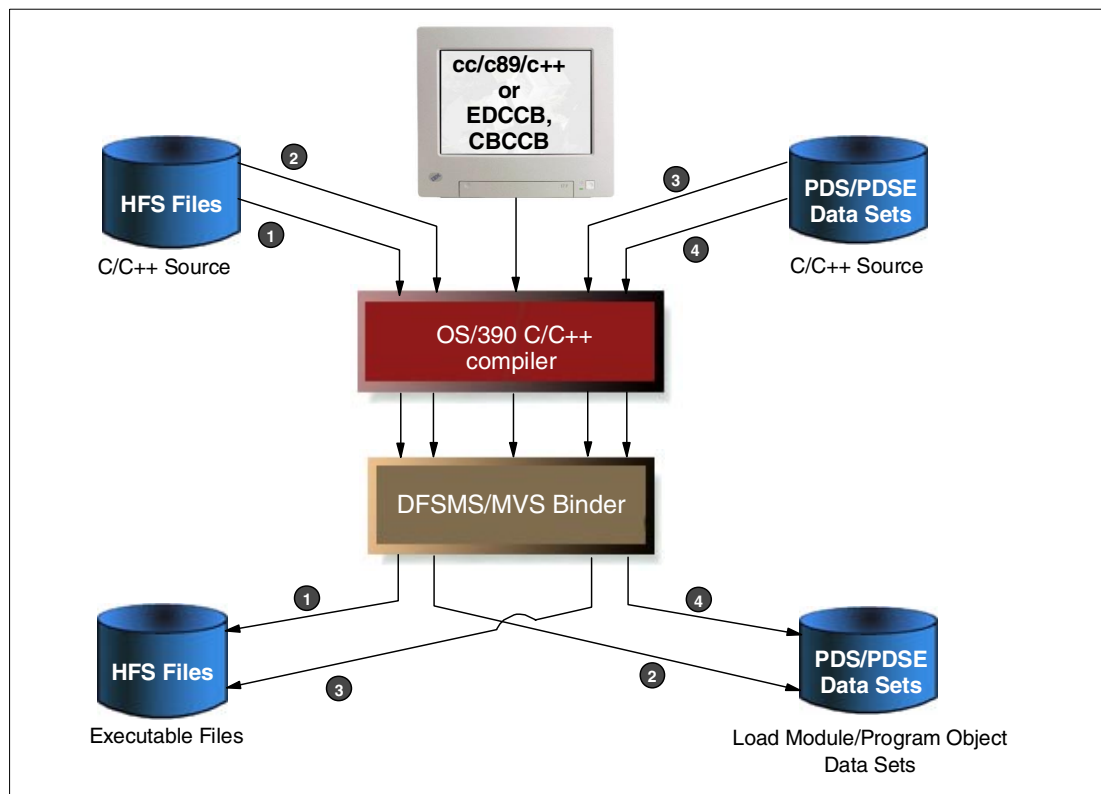 cc/c89/c++
or
EDCCB,
CBCCB
2
3
HFS Files
PDS/PDSE
Data Sets
1
4
C/C++ Source
C/C++ Source
OS/390 C/C++
compiler
DFSMS/MVS Binder
1
4
HFS Files
PDS/PDSE
Data Sets
3
2
Executable Files
Load Module/Program Object
Data Sets